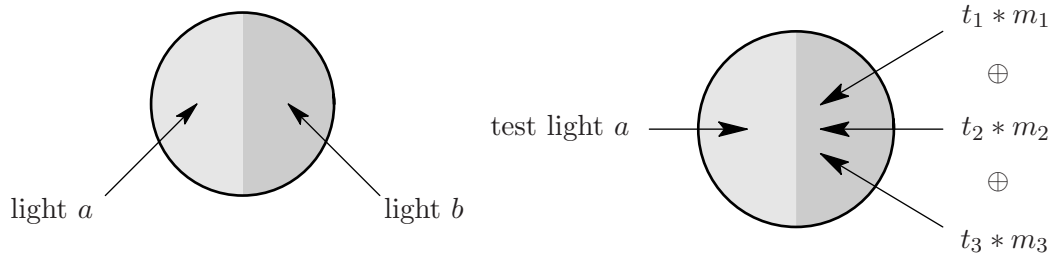 light a
light b
test light a
t₁ ∗ m₁
⊕
t₂ ∗ m₂
⊕
t₃ ∗ m₃